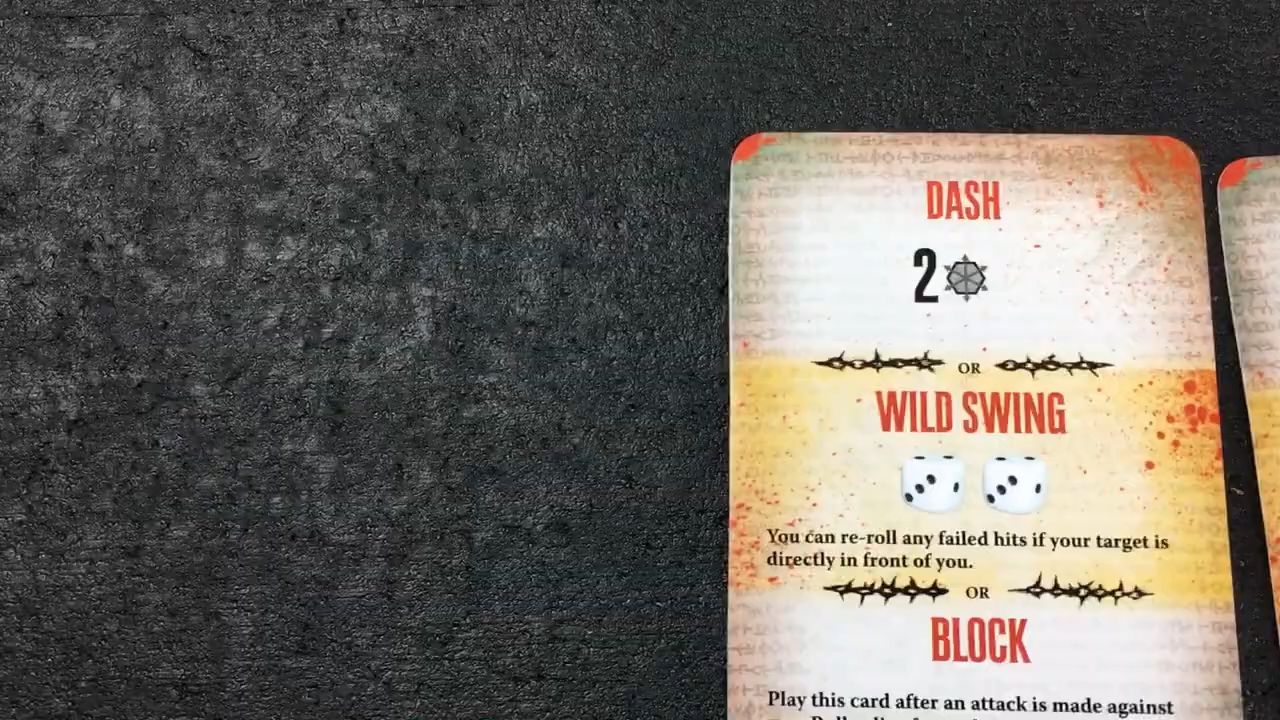 DASH
2
OR
WILD SWING
You can re-roll any failed hits if your target is
directly in front of you.
OR
BLOCK
Play this card after an attack is made against